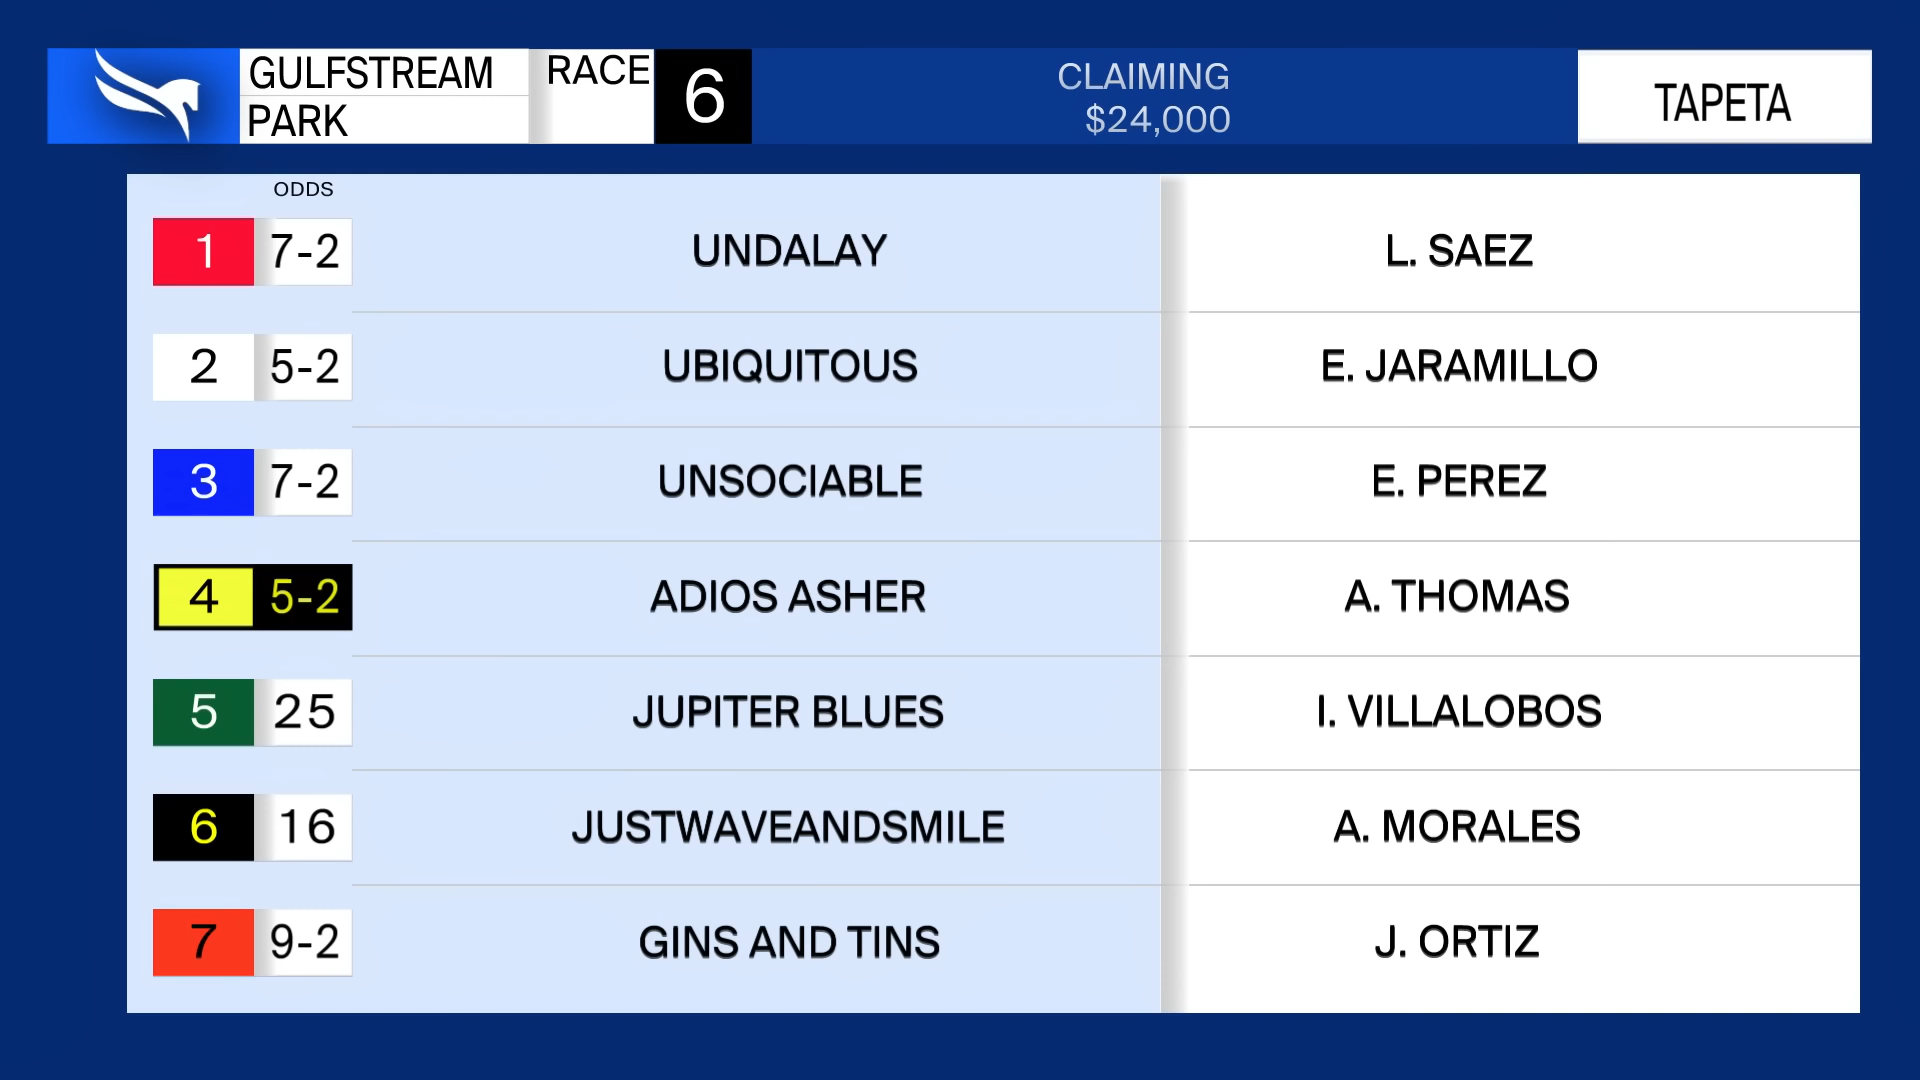 GULFSTREAM
PARK
RACE
6
CLAIMING
$24,000
TAPETA
ODDS
1 7-2 UNDALAY L. SAEZ
2 5-2 UBIQUITOUS E. JARAMILLO
3 7-2 UNSOCIABLE E. PEREZ
4 5-2 ADIOS ASHER A. THOMAS
5 25 JUPITER BLUES I. VILLALOBOS
6 16 JUSTWAVEANDSMILE A. MORALES
7 9-2 GINS AND TINS J. ORTIZ